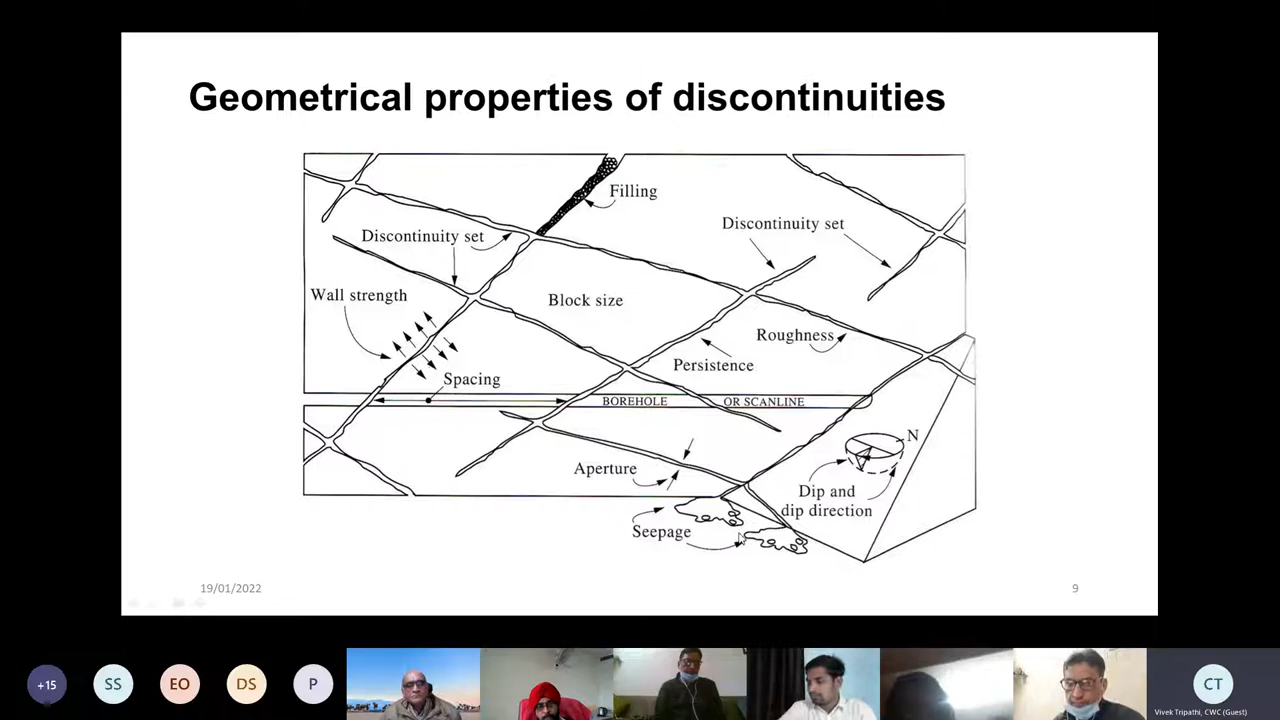 Geometrical properties of discontinuities
Filling
Discontinuity set
Discontinuity set
Wall strength
Block size
Roughness
Persistence
Spacing
BOREHOLE OR SCANLINE
N
Aperture
Dip and
dip direction
Seepage
19/01/2022
9
+15
SS
EO
DS
P
CT
Vivek Tripathi, CWC (Guest)